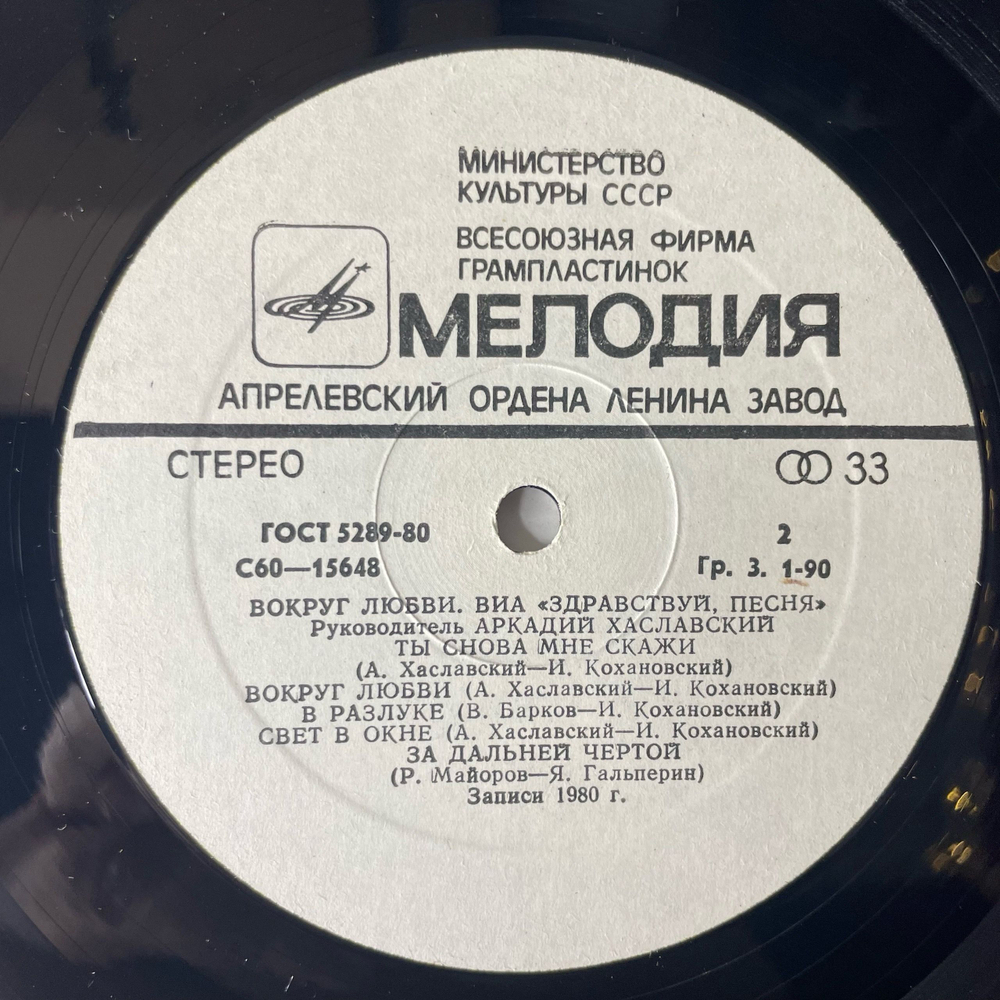 МИНИСТЕРСТВО
КУЛЬТУРЫ СССР
ВСЕСОЮЗНАЯ ФИРМА
ГРАМПЛАСТИНОК
МЕЛОДИЯ
АПРЕЛЕВСКИЙ ОРДЕНА ЛЕНИНА ЗАВОД
СТЕРЕО 33
ГОСТ 5289-80 2
С60—15648 Гр. 3. 1-90
ВОКРУГ ЛЮБВИ. ВИА «ЗДРАВСТВУЙ, ПЕСНЯ»
Руководитель АРКАДИЙ ХАСЛАВСКИЙ
ТЫ СНОВА МНЕ СКАЖИ
(А. Хаславский—И. Кохановский)
ВОКРУГ ЛЮБВИ (А. Хаславский—И. Кохановский)
В РАЗЛУКЕ (В. Барков—И. Кохановский)
СВЕТ В ОКНЕ (А. Хаславский—И. Кохановский)
ЗА ДАЛЬНЕЙ ЧЕРТОЙ
(Р. Майоров—Я. Гальперин)
Записи 1980 г.